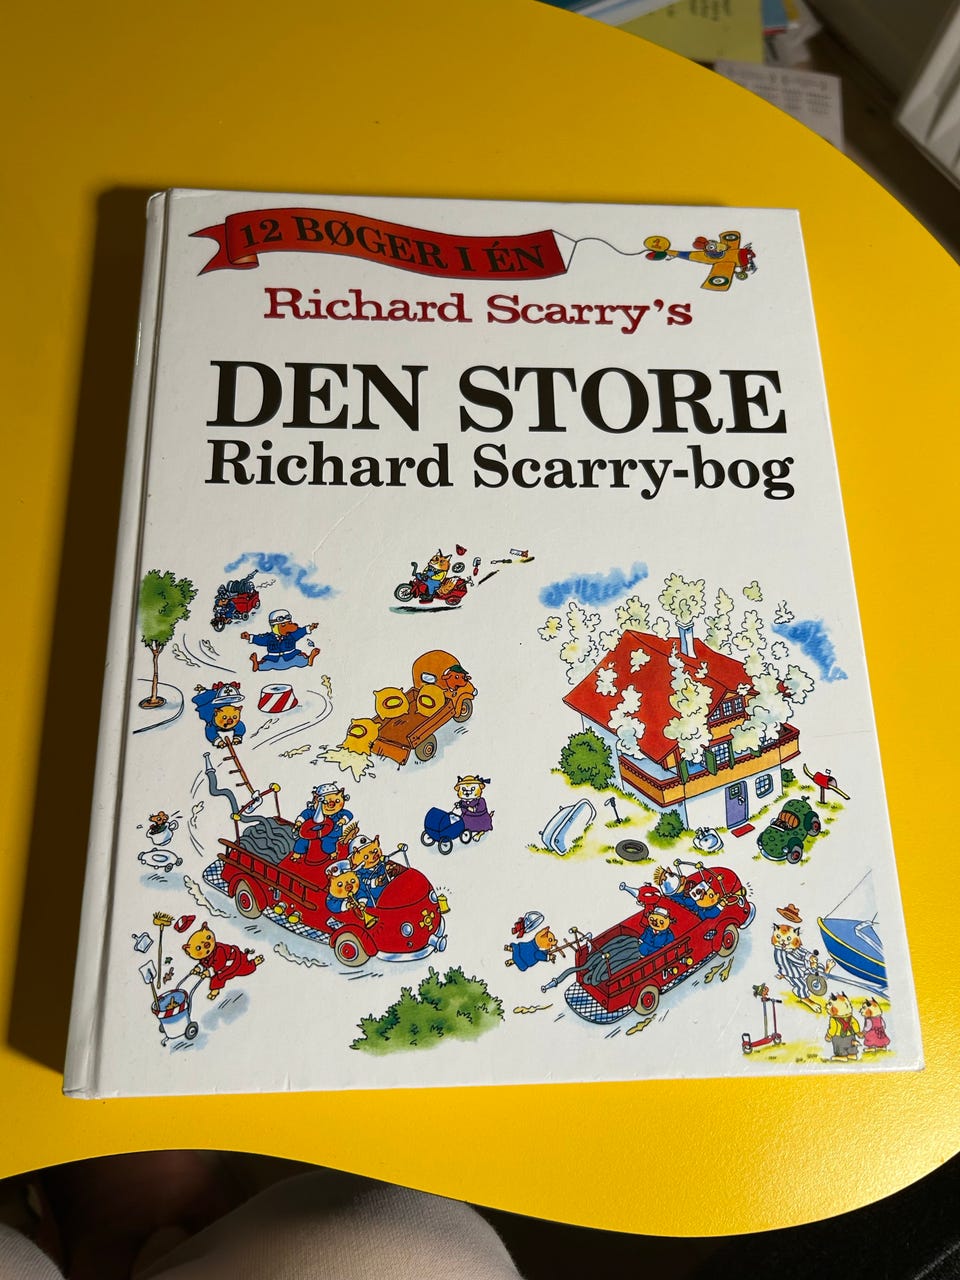 12 BØGER I ÉN
Richard Scarry's
DEN STORE
Richard Scarry-bog